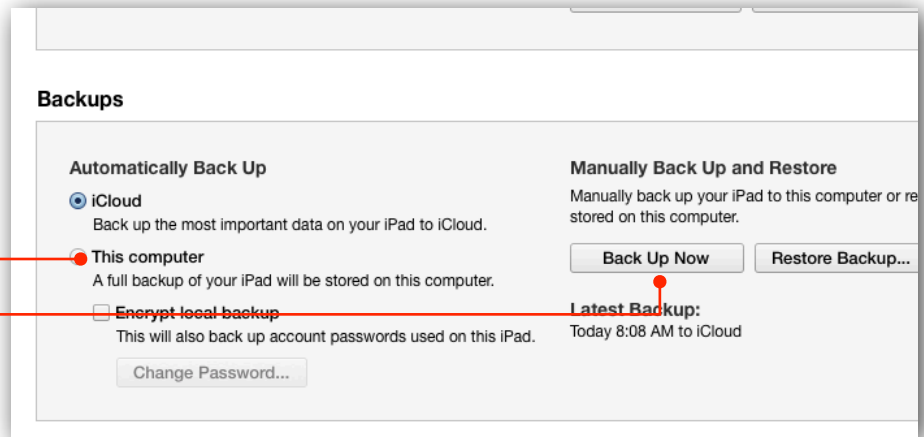 Backups
Automatically Back Up
iCloud
Back up the most important data on your iPad to iCloud.
This computer
A full backup of your iPad will be stored on this computer.
Encrypt local backup
This will also back up account passwords used on this iPad.
Change Password...
Manually Back Up and Restore
Manually back up your iPad to this computer or re
stored on this computer.
Back Up Now
Restore Backup...
Latest Backup:
Today 8:08 AM to iCloud